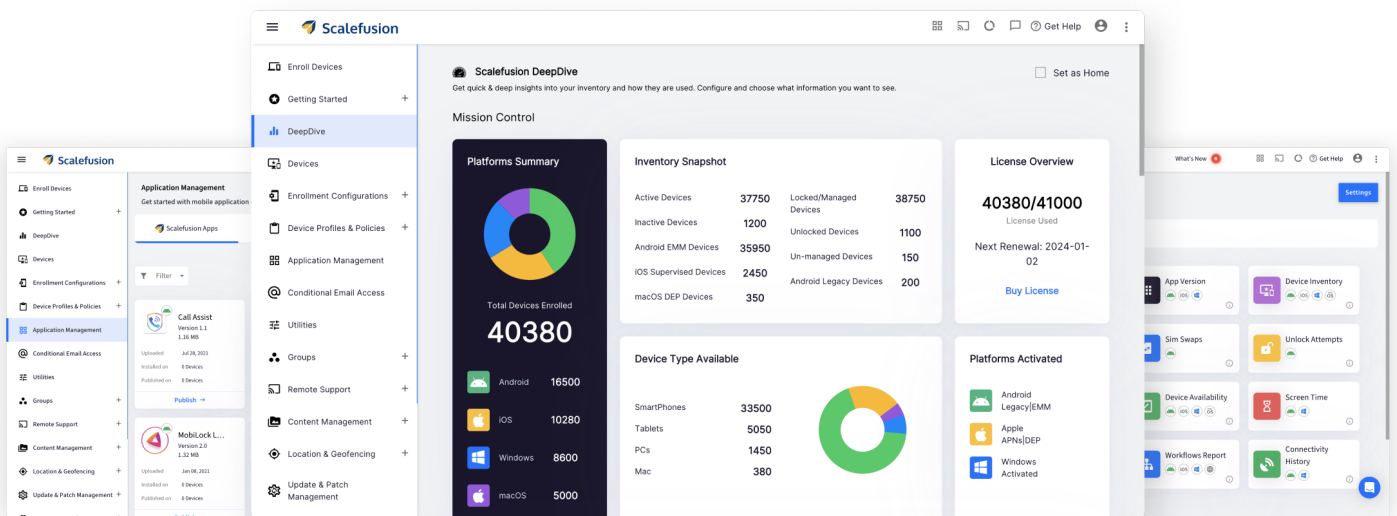 Scalefusion
Get Help
Enroll Devices
Getting Started
DeepDive
Devices
Enrollment Configurations
Device Profiles & Policies
Application Management
Conditional Email Access
Utilities
Groups
Remote Support
Content Management
Location & Geofencing
Update & Patch
Management
Scalefusion DeepDive
Set as Home
Get quick & deep insights into your inventory and how they are used. Configure and choose what information you want to see.
Mission Control
Platforms Summary
Total Devices Enrolled
40380
Android 16500
iOS 10280
Windows 8600
macOS 5000
Inventory Snapshot
Active Devices 37750
Inactive Devices 1200
Android EMM Devices 35950
iOS Supervised Devices 2450
macOS DEP Devices 350
Locked/Managed
Devices 38750
Unlocked Devices 1100
Un-managed Devices 150
Android Legacy Devices 200
License Overview
40380/41000
License Used
Next Renewal: 2024-01-
02
Buy License
Device Type Available
SmartPhones 33500
Tablets 5050
PCs 1450
Mac 380
Platforms Activated
Android
Legacy|EMM
Apple
APNs|DEP
Windows
Activated
Scalefusion
Enroll Devices
Getting Started
DeepDive
Devices
Enrollment Configurations
Device Profiles & Policies
Application Management
Conditional Email Access
Utilities
Groups
Remote Support
Content Management
Location & Geofencing
Update & Patch Management
Application Management
Get started with mobile application
Scalefusion Apps
Filter
Call Assist
Version 1.1
1.16 MB
Uploaded Jul 28, 2021
Installed on 0 Devices
Published on 0 Devices
Publish →
MobiLock L...
Version 2.0
1.32 MB
Uploaded Jan 08, 2021
Installed on 0 Devices
Published on 0 Devices
What's New
Get Help
Settings
App Version
iOS
Device Inventory
iOS
Sim Swaps
Unlock Attempts
Device Availability
iOS
Screen Time
Workflows Report
iOS
Connectivity
History